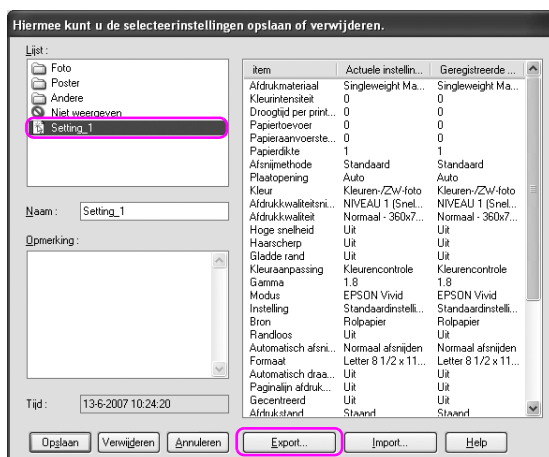 Hiermee kunt u de selecteerinstellingen opslaan of verwijderen.
Lijst :
Foto
Poster
Andere
Niet weergeven
Setting_1
Naam : Setting_1
Opmerking :
Tijd : 13-6-2007 10:24:20
item Actuele instellin... Geregistreerde ...
Afdrukmateriaal Singleweight Ma... Singleweight Ma...
Kleurintensiteit 0 0
Droogtijd per print... 0 0
Papiertoevoer 0 0
Papieraanvoerste... 0 0
Papierdikte 1 1
Afsnijmethode Standaard Standaard
Plaatopening Auto Auto
Kleur Kleuren-/ZW-foto Kleuren-/ZW-foto
Afdrukkwaliteitsni... NIVEAU 1 (Snel... NIVEAU 1 (Snel...
Afdrukkwaliteit Normaal - 360x7... Normaal - 360x7...
Hoge snelheid Uit Uit
Haarscherp Uit Uit
Gladde rand Uit Uit
Kleuraanpassing Kleurencontrole Kleurencontrole
Gamma 1.8 1.8
Modus EPSON Vivid EPSON Vivid
Instelling Standaardinstelli... Standaardinstelli...
Bron Rolpapier Rolpapier
Randloos Uit Uit
Automatisch afsni... Normaal afsnijden Normaal afsnijden
Formaat Letter 8 1/2 x 11... Letter 8 1/2 x 11...
Automatisch draa... Uit Uit
Paginalijn afdruk... Uit Uit
Gecentreerd Uit Uit
Afdrukstand Staand Staand
Opslaan Verwijderen Annuleren Export... Import... Help